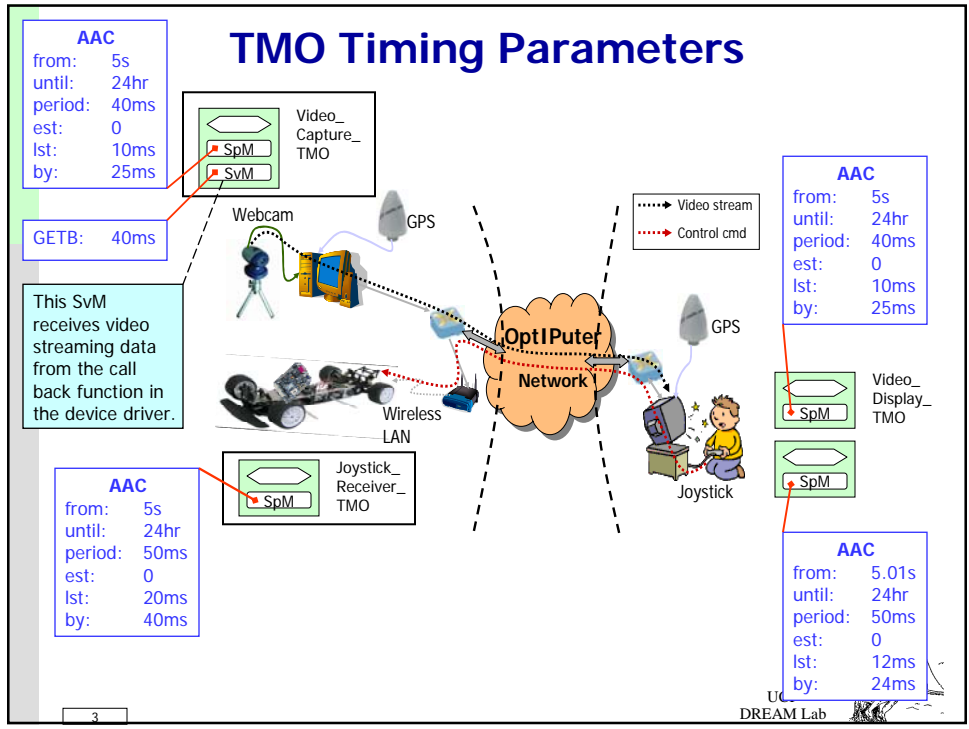 TMO Timing Parameters
AAC
from: 5s
until: 24hr
period: 40ms
est: 0
lst: 10ms
by: 25ms
GETB: 40ms
This SvM
receives video
streaming data
from the call
back function in
the device driver.
SpM
SvM
Video_
Capture_
TMO
Webcam
GPS
Video stream
Control cmd
OptIPuter
Network
Wireless
LAN
GPS
Joystick
AAC
from: 5s
until: 24hr
period: 40ms
est: 0
lst: 10ms
by: 25ms
SpM
Video_
Display_
TMO
SpM
AAC
from: 5s
until: 24hr
period: 50ms
est: 0
lst: 20ms
by: 40ms
SpM
Joystick_
Receiver_
TMO
AAC
from: 5.01s
until: 24hr
period: 50ms
est: 0
lst: 12ms
by: 24ms
3
DREAM Lab